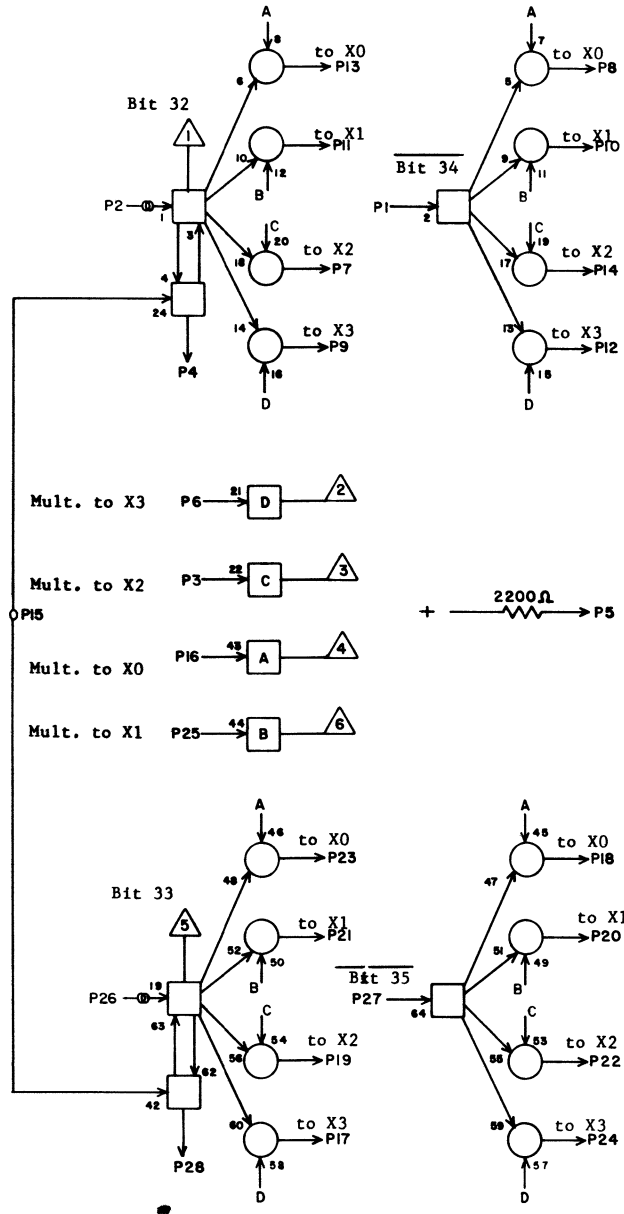 A
8
to X0
P13
6
Bit 32
1
to X1
P11
10
12
B
P2
1
3
C
20
to X2
P7
18
4
24
14
to X3
P9
16
D
P4
A
7
to X0
P8
5
to X1
P10
9
11
B
Bit 34
P1
2
C
19
to X2
P14
17
13
to X3
P12
15
D
Mult. to X3 P6 21 D 2
Mult. to X2 P3 22 C 3
P15
+ 2200Ω P5
Mult. to X0 P16 43 A 4
Mult. to X1 P25 44 B 6
A
46
to X0
P23
48
Bit 33
5
to X1
P21
52
50
B
P26
19
63
C
54
to X2
P19
56
62
42
60
to X3
P17
58
D
P28
A
45
to X0
P18
47
to X1
P20
51
49
B
Bit 35
P27
64
C
53
to X2
P22
55
59
to X3
P24
57
D